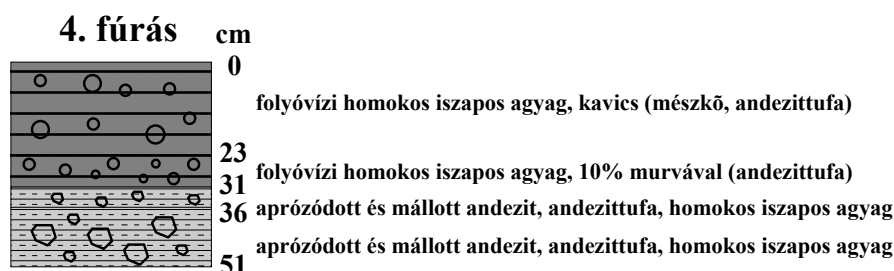 4. fúrás cm
0
folyóvízi homokos iszapos agyag, kavics (mészkõ, andezittufa)
23
folyóvízi homokos iszapos agyag, 10% murvával (andezittufa)
31
36 aprózódott és mállott andezit, andezittufa, homokos iszapos agyag
aprózódott és mállott andezit, andezittufa, homokos iszapos agyag
51